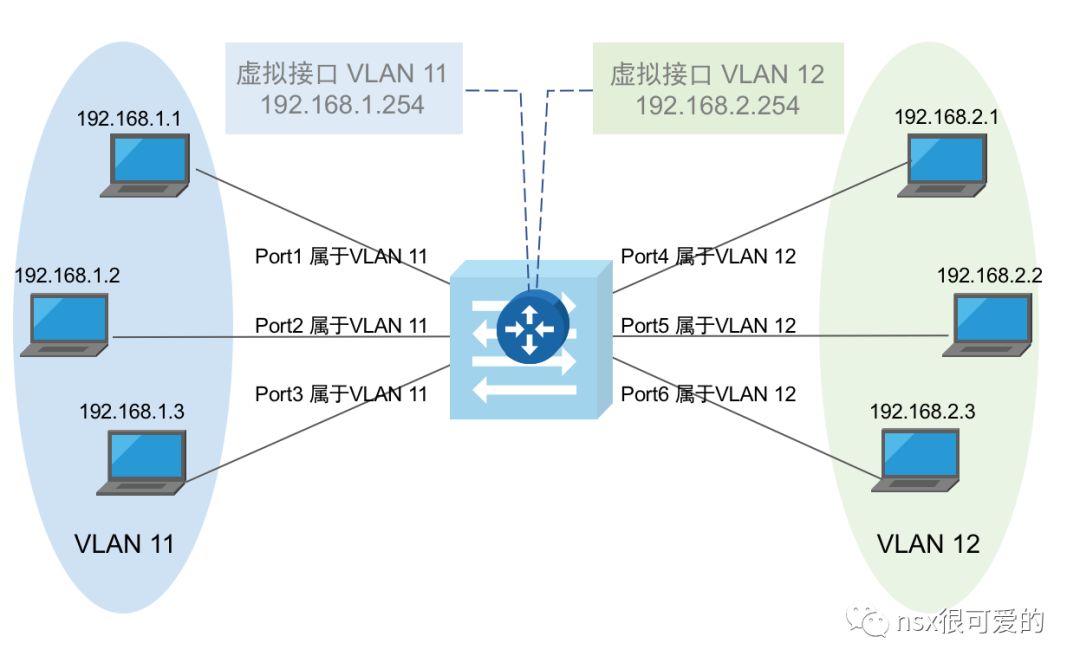 虚拟接口 VLAN 11
192.168.1.254
虚拟接口 VLAN 12
192.168.2.254
192.168.1.1
192.168.2.1
Port1 属于VLAN 11
Port4 属于VLAN 12
192.168.1.2
192.168.2.2
Port2 属于VLAN 11
Port5 属于VLAN 12
Port3 属于VLAN 11
Port6 属于VLAN 12
192.168.1.3
192.168.2.3
VLAN 11
VLAN 12
nsx很可爱的